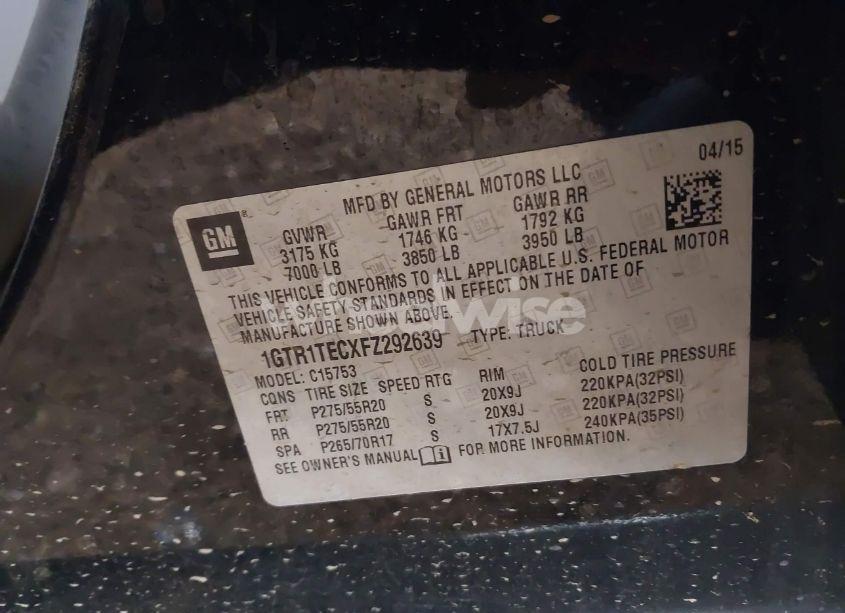 04/15
MFD BY GENERAL MOTORS LLC
GM®
GVWR GAWR FRT GAWR RR
3175 KG 1746 KG 1792 KG
7000 LB 3850 LB 3950 LB
THIS VEHICLE CONFORMS TO ALL APPLICABLE U.S. FEDERAL MOTOR
VEHICLE SAFETY STANDARDS IN EFFECT ON THE DATE OF
MANUFACTURE SHOWN ABOVE.
1GTR1TECXFZ292639 TYPE: TRUCK
MODEL: C15753
CONS TIRE SIZE SPEED RTG RIM COLD TIRE PRESSURE
FRT P275/55R20 S 20X9J 220KPA(32PSI)
RR P275/55R20 S 20X9J 220KPA(32PSI)
SPA P265/70R17 S 17X7.5J 240KPA(35PSI)
SEE OWNER'S MANUAL FOR MORE INFORMATION.